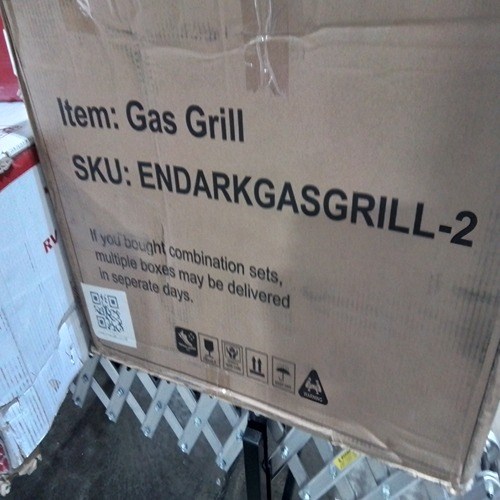 Item: Gas Grill
SKU: ENDARKGASGRILL-2
If you bought combination sets,
multiple boxes may be delivered
in seperate days.
RV